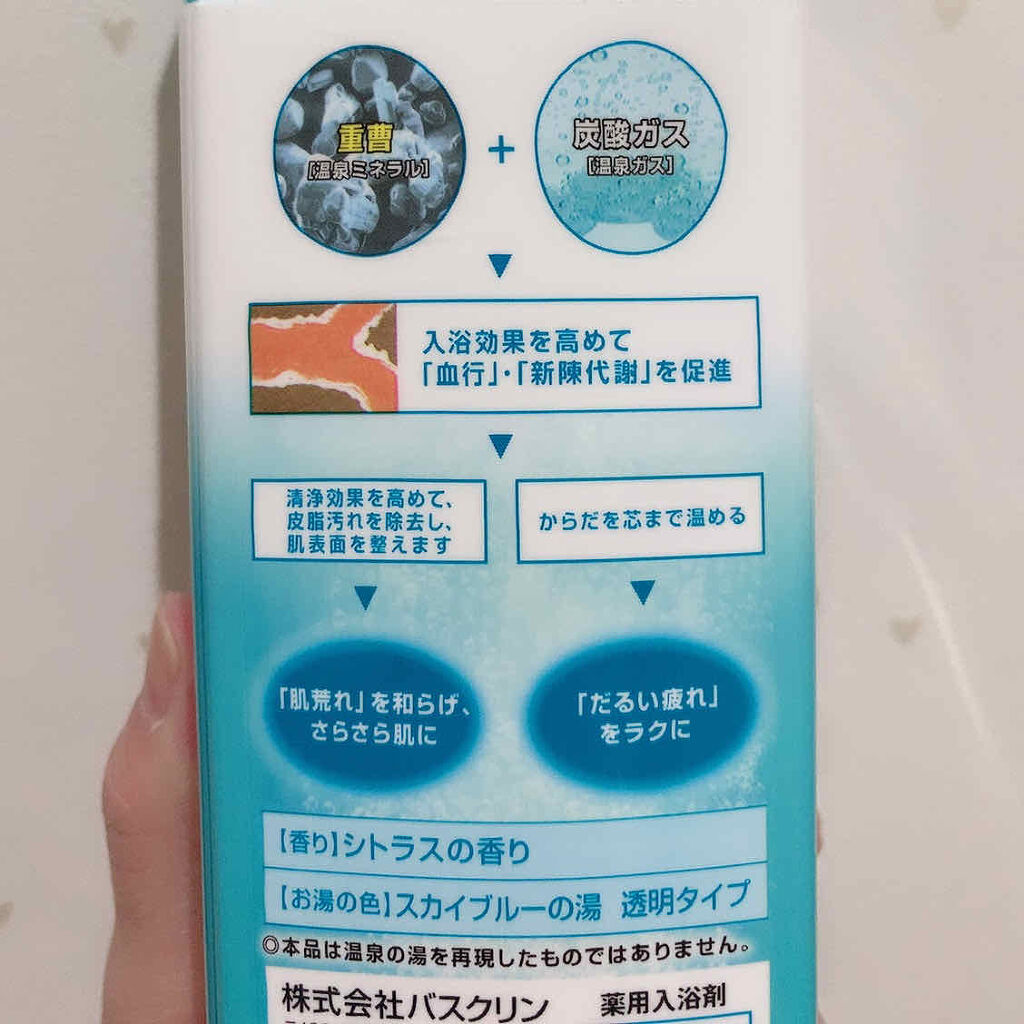 重曹
[温泉ミネラル]
+
炭酸ガス
[温泉ガス]
入浴効果を高めて
「血行」・「新陳代謝」を促進
清浄効果を高めて、
皮脂汚れを除去し、
肌表面を整えます
からだを芯まで温める
「肌荒れ」を和らげ、
さらさら肌に
「だるい疲れ」
をラクに
【香り】シトラスの香り
【お湯の色】スカイブルーの湯 透明タイプ
◎本品は温泉の湯を再現したものではありません。
株式会社バスクリン 薬用入浴剤